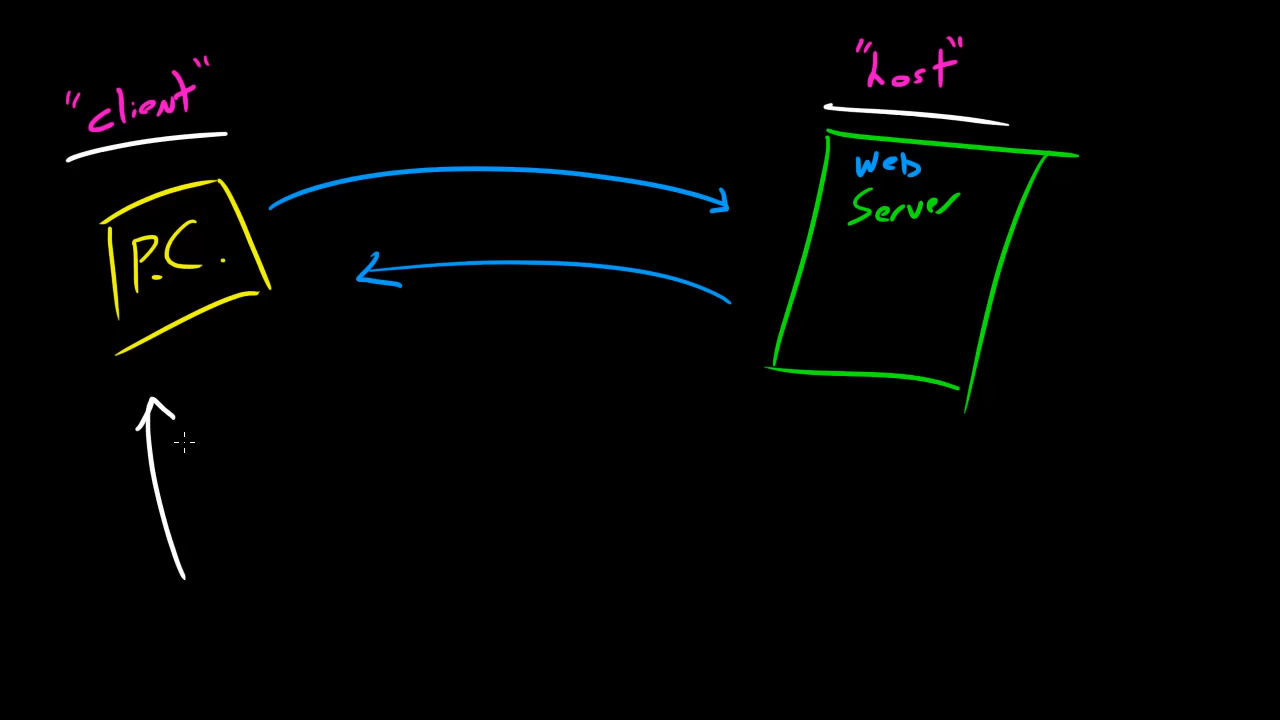 "client"
P.C.
"host"
Web
Server